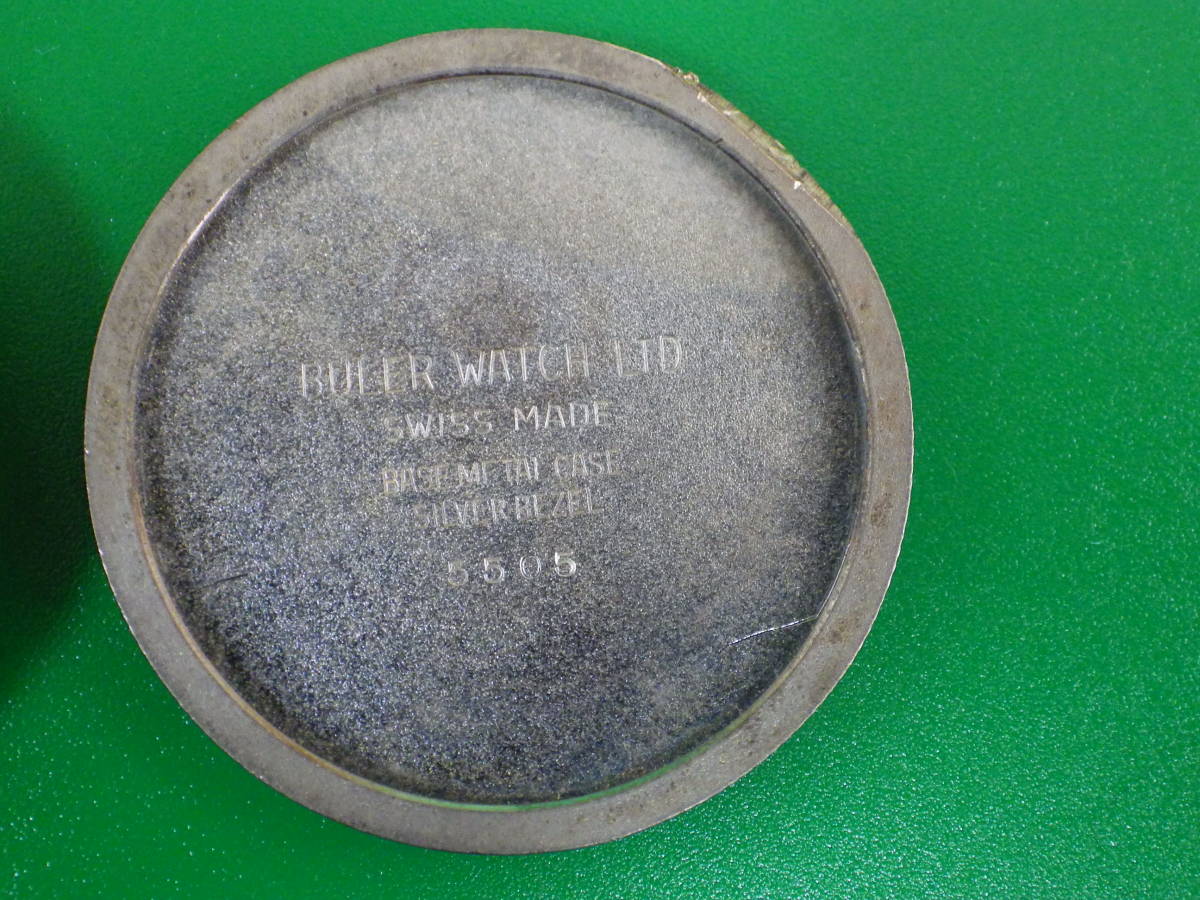 BULER WATCH LTD
SWISS MADE
BASE METAL CASE
SILVER BEZEL
5505